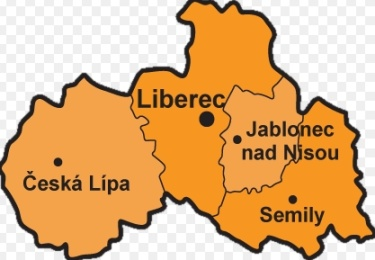 Liberec
Jablonec
nad Nisou
Česká Lípa
Semily